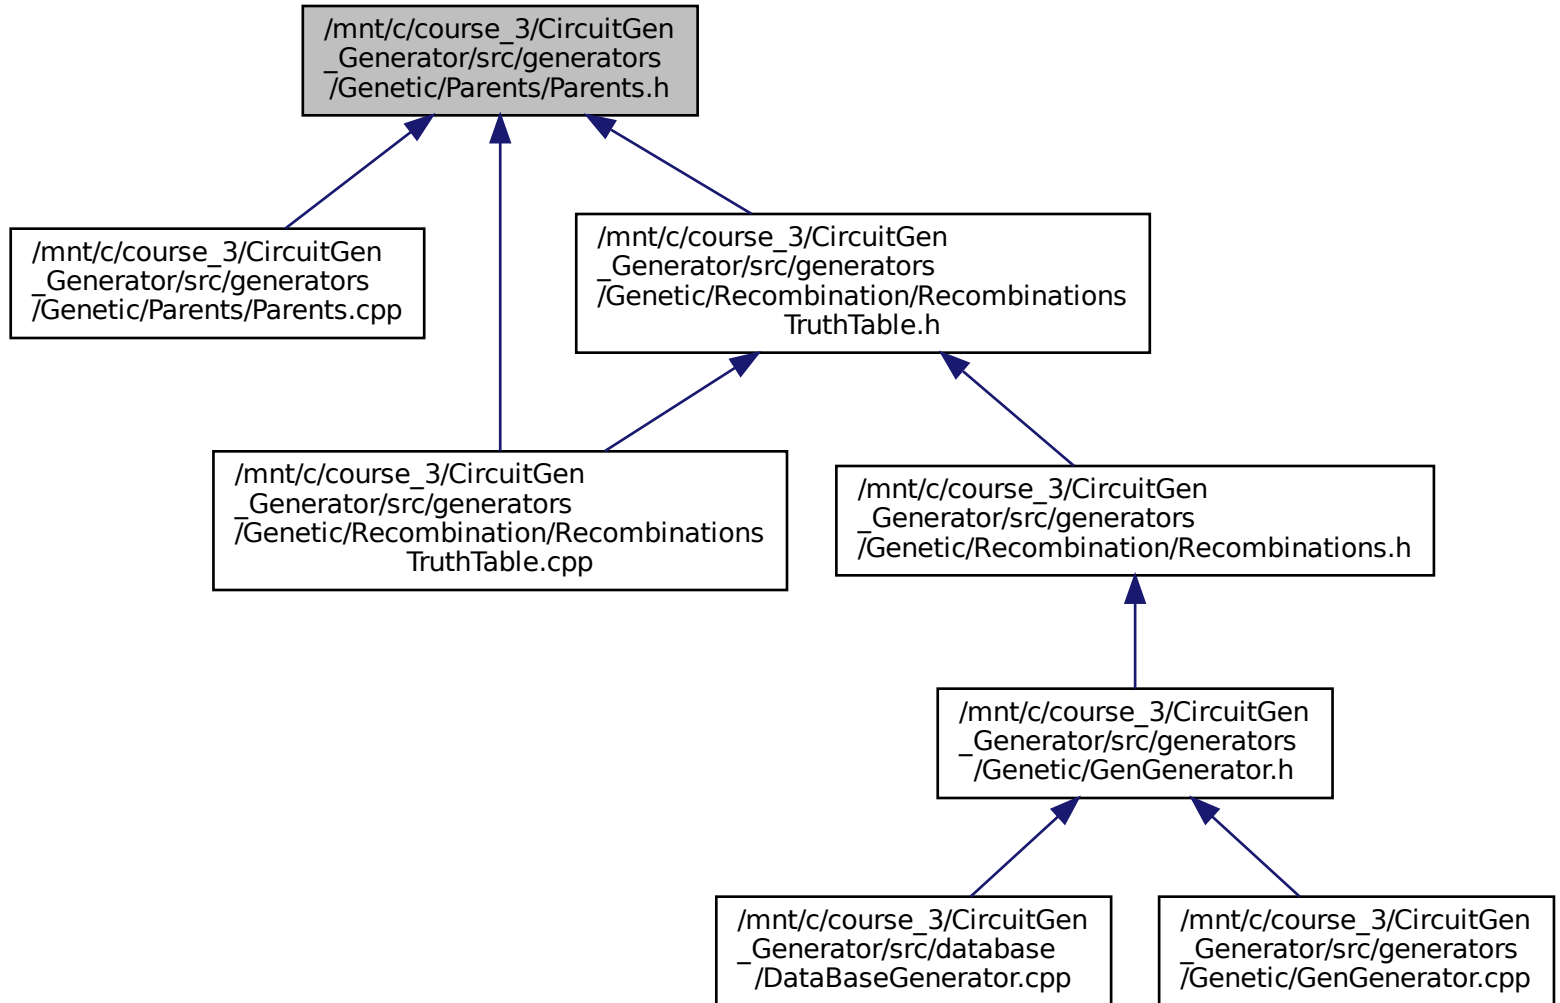 /mnt/c/course_3/CircuitGen
_Generator/src/generators
/Genetic/Parents/Parents.h
/mnt/c/course_3/CircuitGen
_Generator/src/generators
/Genetic/Parents/Parents.cpp
/mnt/c/course_3/CircuitGen
_Generator/src/generators
/Genetic/Recombination/Recombinations
TruthTable.h
/mnt/c/course_3/CircuitGen
_Generator/src/generators
/Genetic/Recombination/Recombinations
TruthTable.cpp
/mnt/c/course_3/CircuitGen
_Generator/src/generators
/Genetic/Recombination/Recombinations.h
/mnt/c/course_3/CircuitGen
_Generator/src/generators
/Genetic/GenGenerator.h
/mnt/c/course_3/CircuitGen
_Generator/src/database
/DataBaseGenerator.cpp
/mnt/c/course_3/CircuitGen
_Generator/src/generators
/Genetic/GenGenerator.cpp